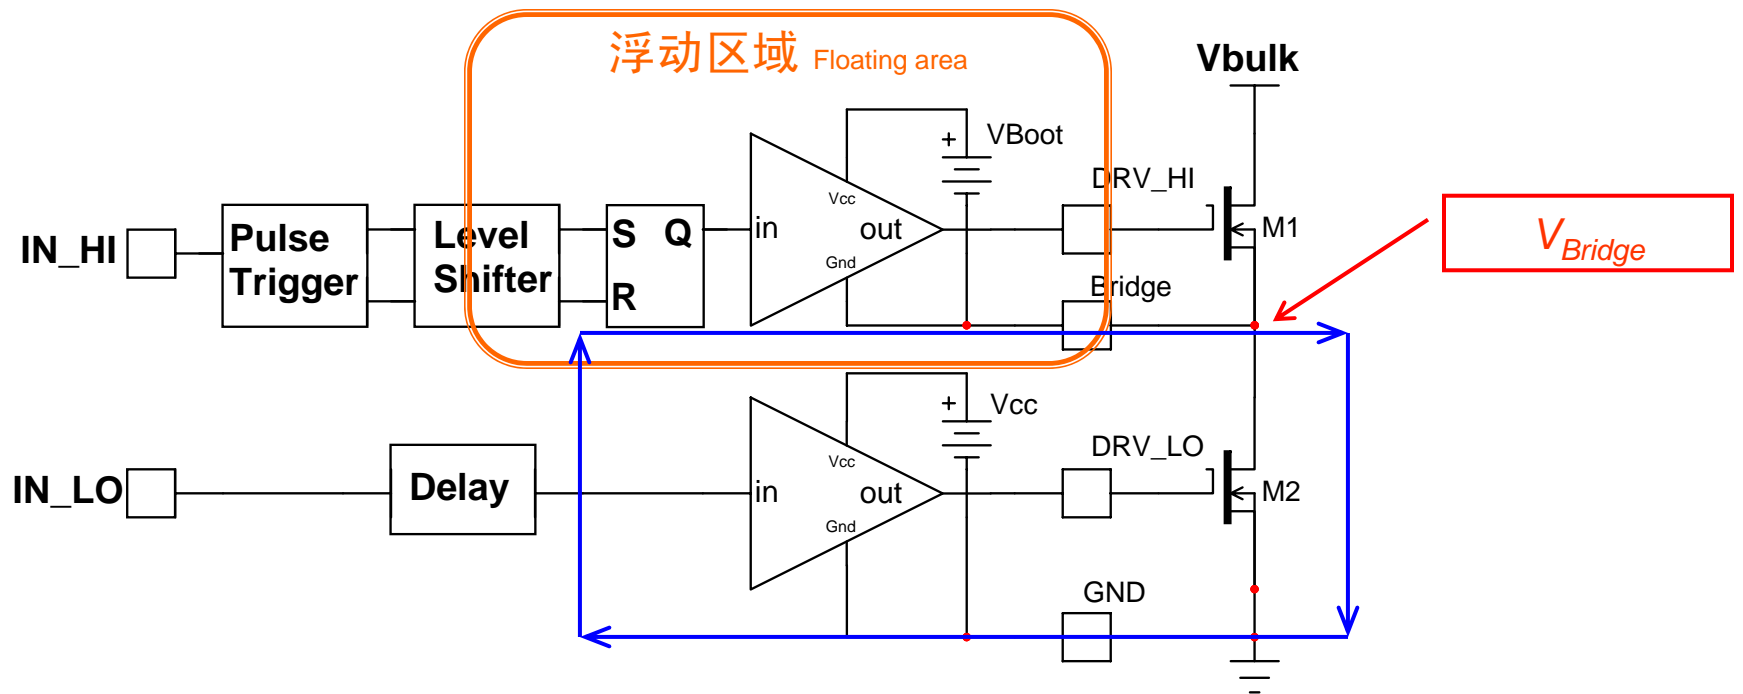 浮动区域 Floating area
Vbulk
+
VBoot
DRV_HI
Vcc
IN_HI
Pulse
Trigger
Level
Shifter
S Q
R
in
out
Gnd
M1
V_Bridge
Bridge
+
Vcc
DRV_LO
Vcc
IN_LO
Delay
in
out
Gnd
M2
GND